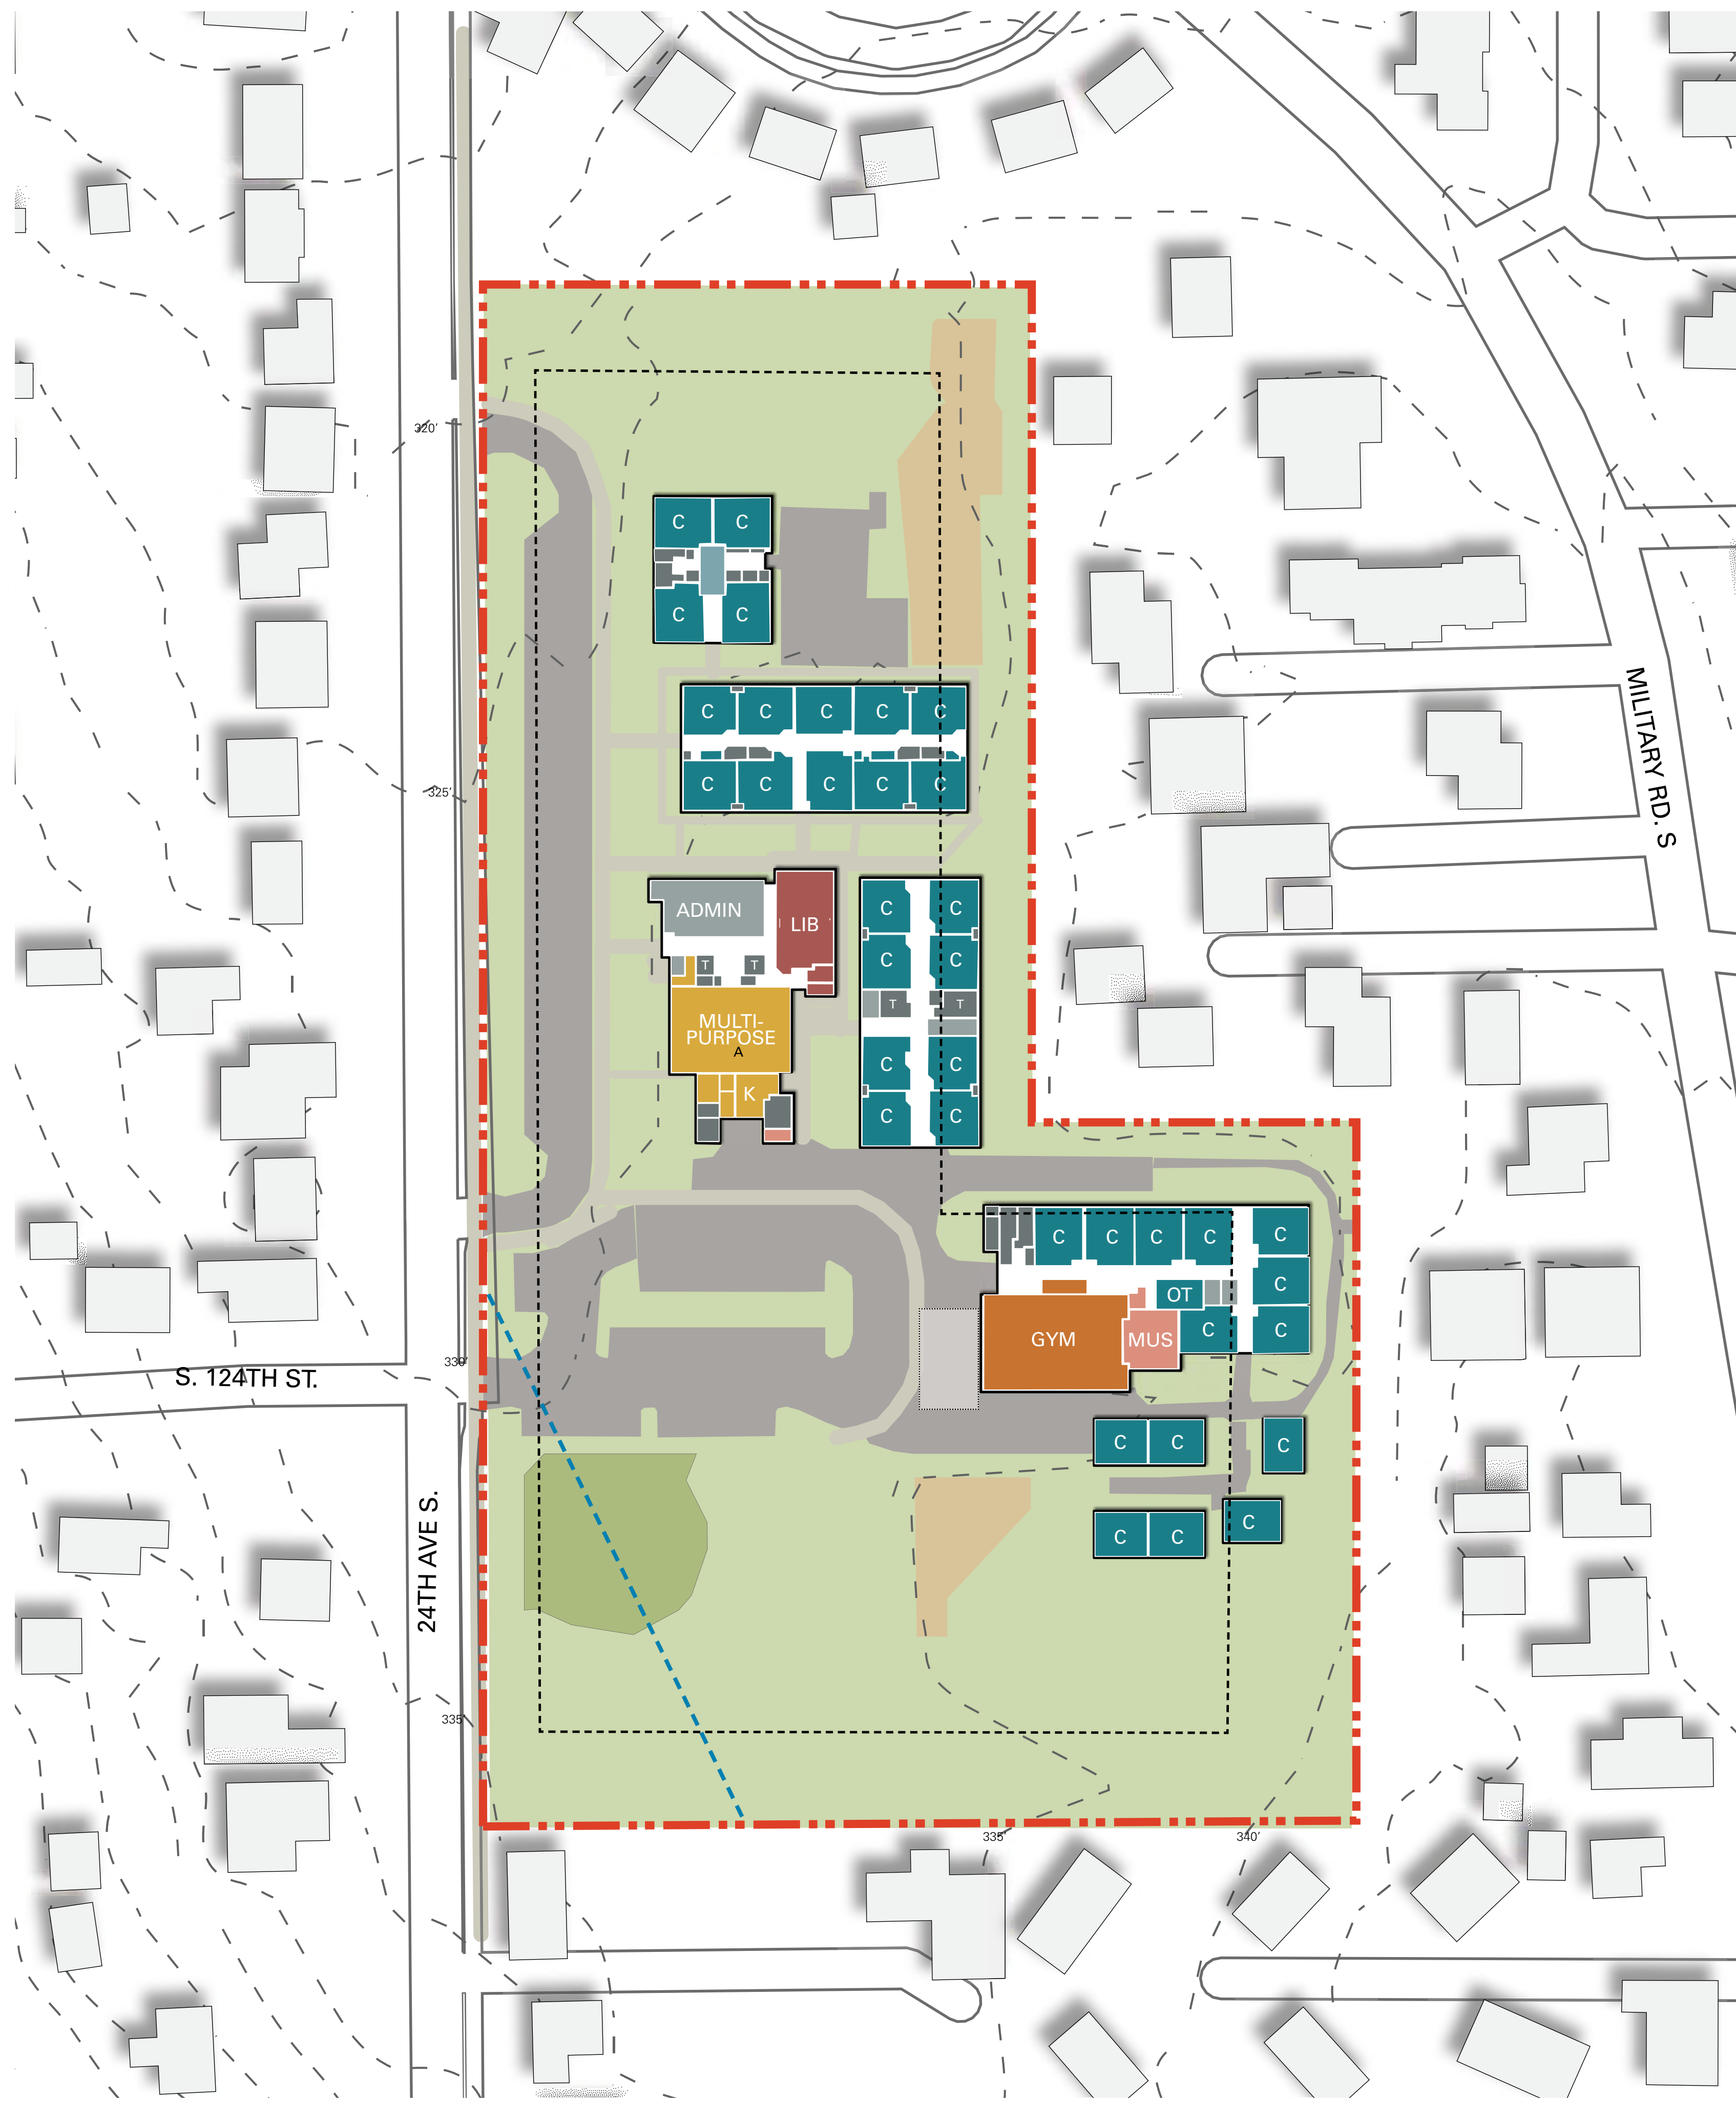 320'
C C
C C
MILITARY RD. S
C C C C C
325'
C C C C C
ADMIN
LIB
C C
C C
T T
T T
MULTI-
PURPOSE
A
C C
K
C C
C C C C C
C
OT
GYM
MUS
C C
330'
S. 124TH ST.
C C C
24TH AVE S.
C C C
335'
335'
340'